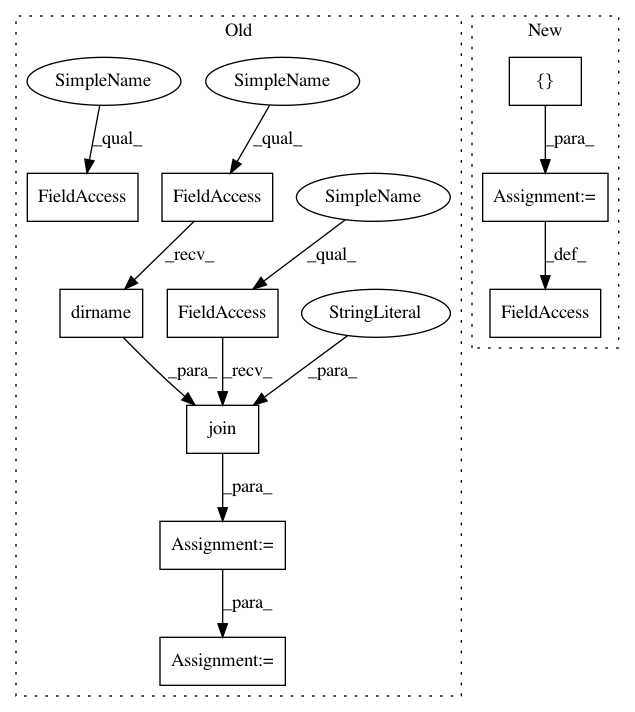 Old
New
SimpleName
SimpleName
{}
_qual_
_qual_
_para_
FieldAccess
FieldAccess
SimpleName
Assignment:=
_recv_
_qual_
_def_
dirname
FieldAccess
StringLiteral
FieldAccess
_para_
_recv_
_para_
join
_para_
Assignment:=
_para_
Assignment:=